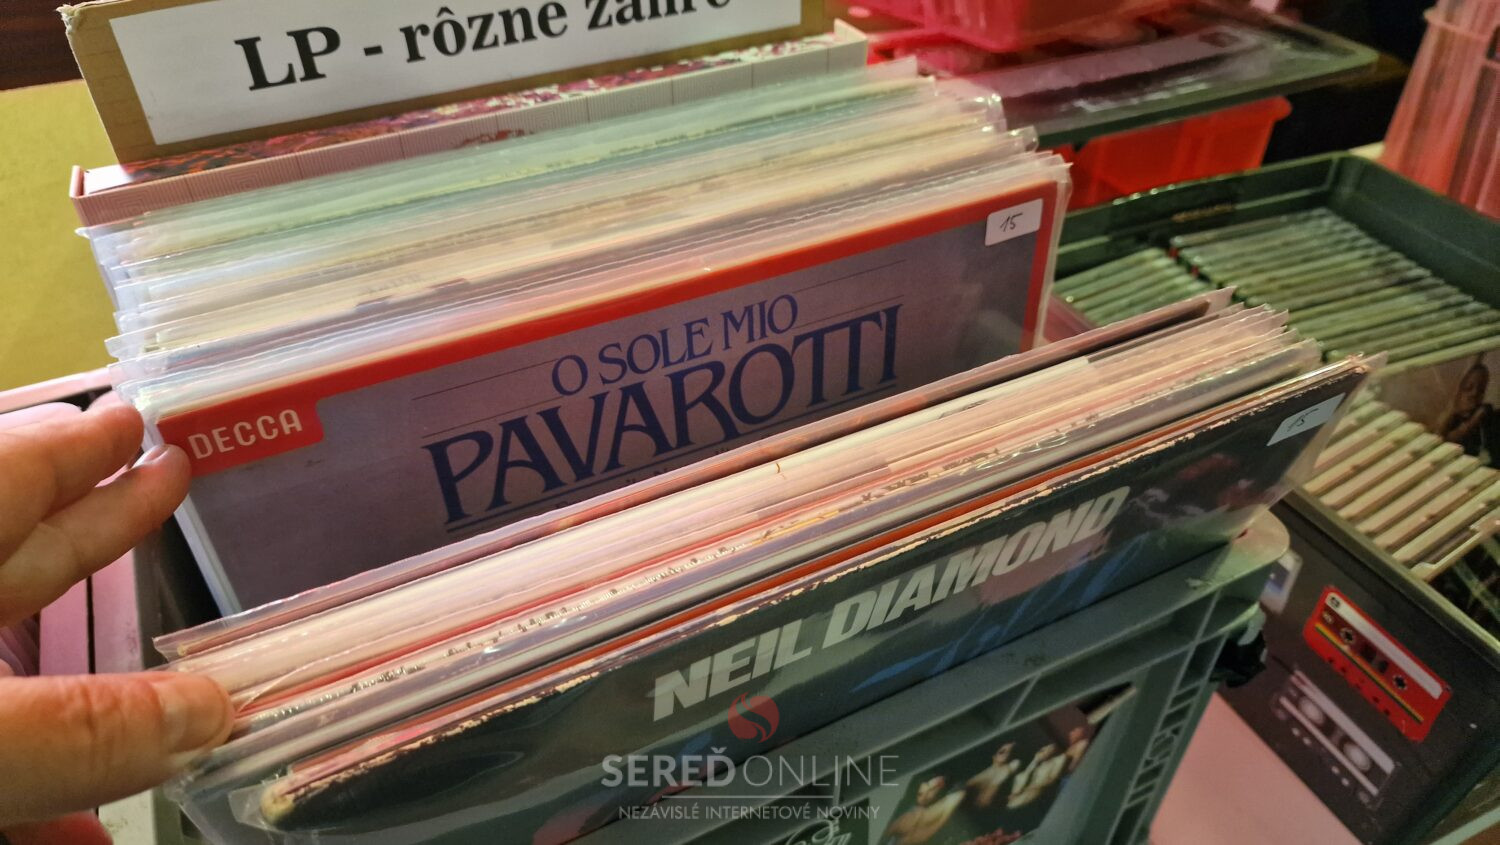 LP - rôzne žánre
15
O SOLE MIO
PAVAROTTI
DECCA
15
NEIL DIAMOND
SEREĎONLINE
NEZÁVISLÉ INTERNETOVÉ NOVINY